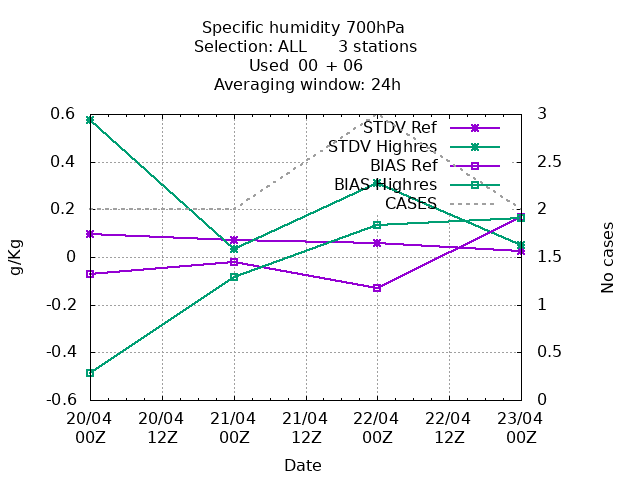 Specific humidity 700hPa
Selection: ALL 3 stations
Used 00 + 06
Averaging window: 24h
g/Kg
0.6
0.4
0.2
0
-0.2
-0.4
-0.6
STDV Ref
STDV Highres
BIAS Ref
BIAS Highres
CASES
3
2.5
2
1.5
1
0.5
0
No cases
20/04 20/04 21/04 21/04 22/04 22/04 23/04
00Z 12Z 00Z 12Z 00Z 12Z 00Z
Date